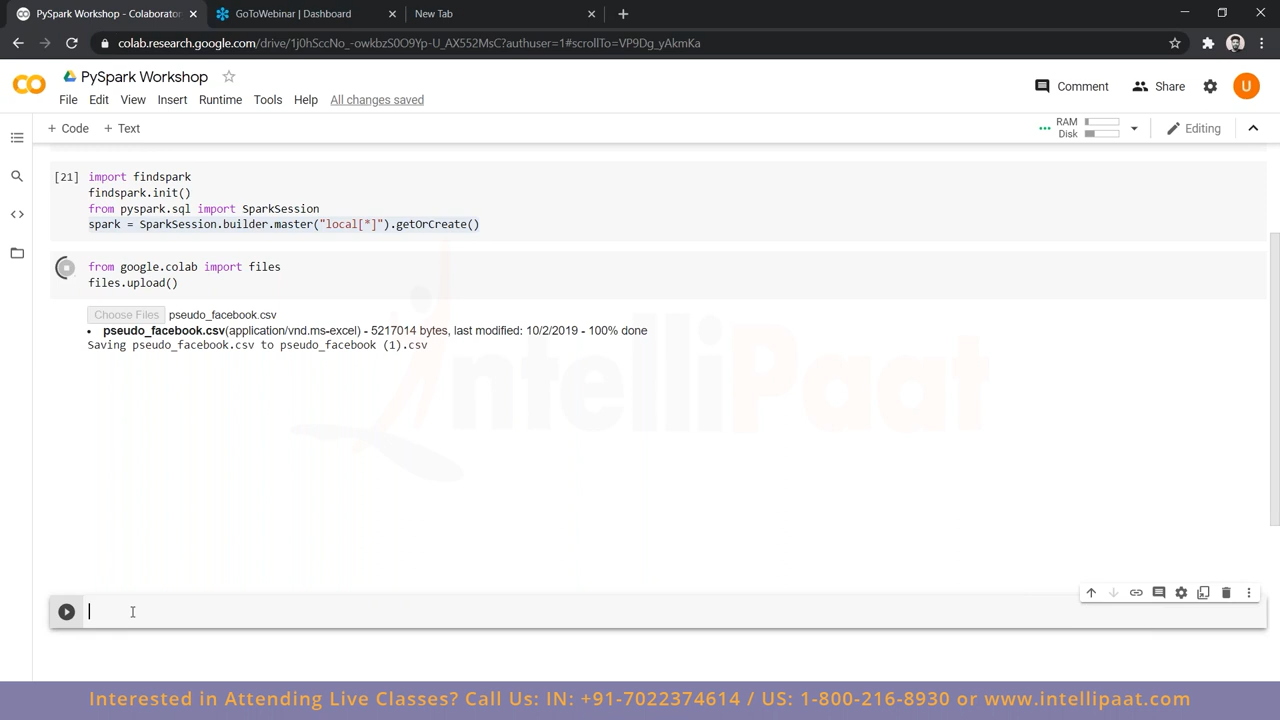 PySpark Workshop - Colaborator
GoToWebinar | Dashboard
New Tab
colab.research.google.com/drive/1j0hSccNo_-owkbzS0O9Yp-U_AX552MsC?authuser=1#scrollTo=VP9Dg_yAkmKa
PySpark Workshop
File Edit View Insert Runtime Tools Help All changes saved
Comment Share U
+ Code + Text
RAM
Disk
Editing
[21] import findspark
findspark.init()
from pyspark.sql import SparkSession
spark = SparkSession.builder.master("local[*]").getOrCreate()
from google.colab import files
files.upload()
Choose Files pseudo_facebook.csv
• pseudo_facebook.csv(application/vnd.ms-excel) - 5217014 bytes, last modified: 10/2/2019 - 100% done
Saving pseudo_facebook.csv to pseudo_facebook (1).csv
intelliPaat
Interested in Attending Live Classes? Call Us: IN: +91-7022374614 / US: 1-800-216-8930 or www.intellipaat.com